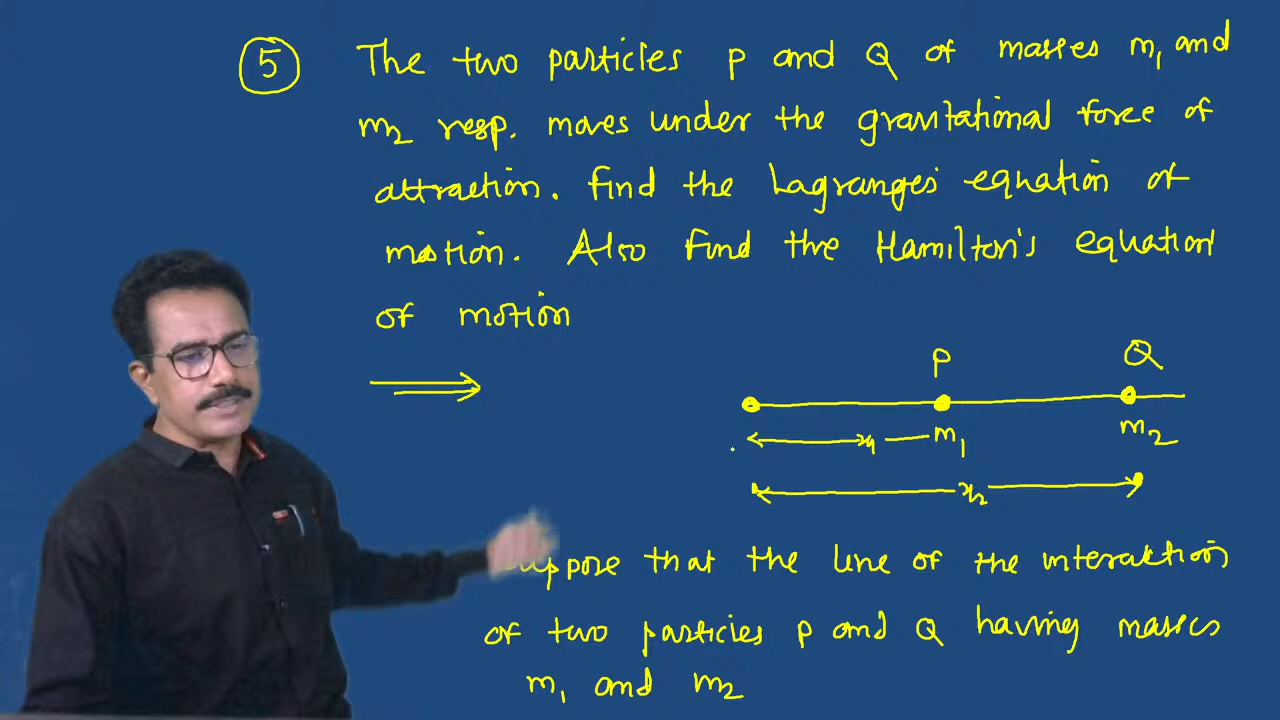 5 The two particles P and Q of masses m1 and
m2 resp. moves under the gravitational force of
attraction. Find the Lagranges equation of
motion. Also Find the Hamilton's equation
of motion
⟹
P Q
x1 m1 m2
x2
suppose that the line of the interaction
of two particles P and Q having masses
m1 and m2